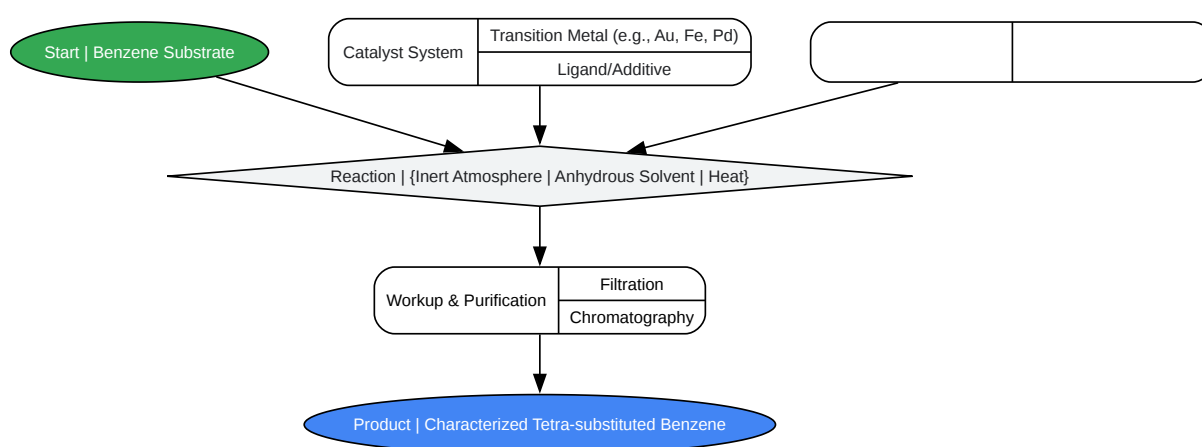 Start | Benzene Substrate
Catalyst System
Transition Metal (e.g., Au, Fe, Pd)
Ligand/Additive
Reaction | {Inert Atmosphere | Anhydrous Solvent | Heat}
Workup & Purification
Filtration
Chromatography
Product | Characterized Tetra-substituted Benzene